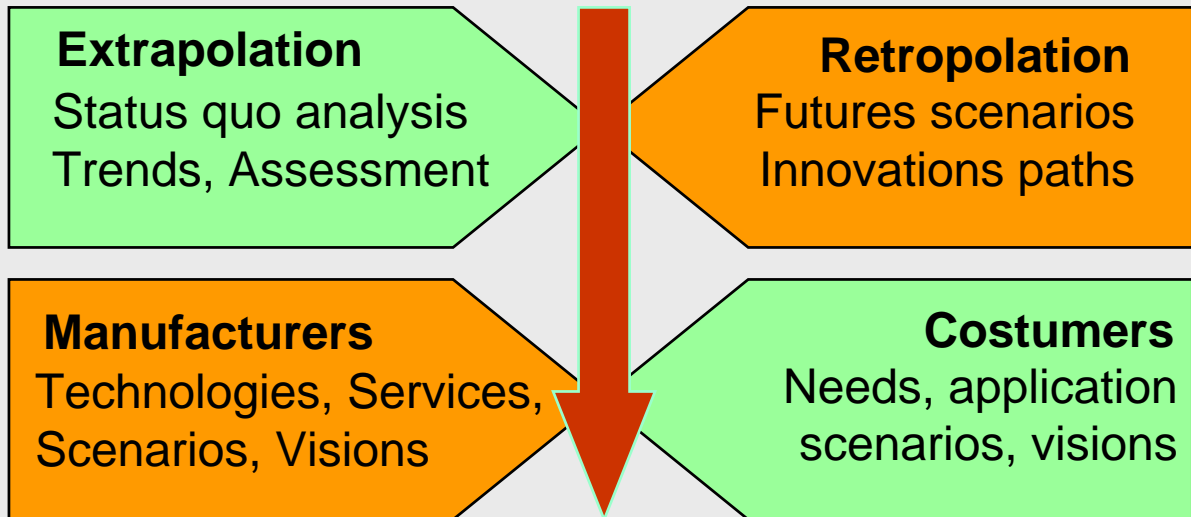 Extrapolation
Status quo analysis
Trends, Assessment
Retropolation
Futures scenarios
Innovations paths
Manufacturers
Technologies, Services,
Scenarios, Visions
Costumers
Needs, application
scenarios, visions